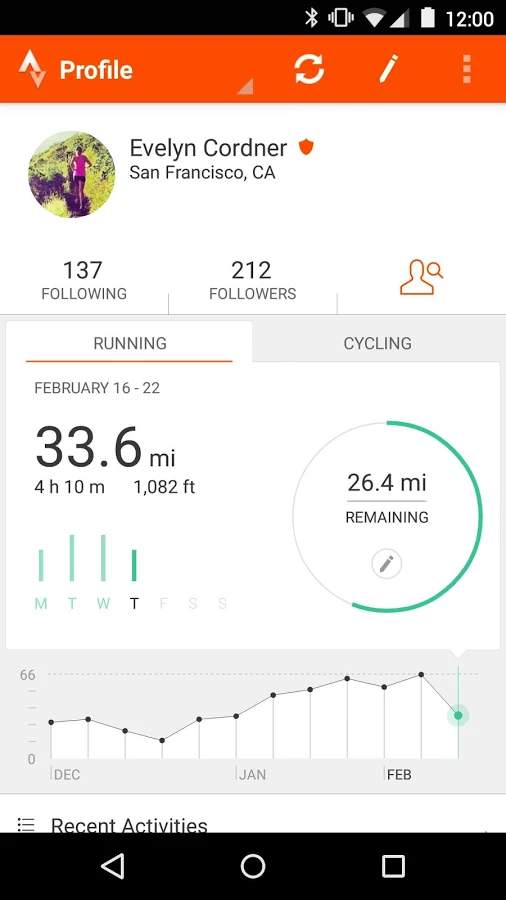 12:00
Profile
Evelyn Cordner
San Francisco, CA
137
FOLLOWING
212
FOLLOWERS
RUNNING
CYCLING
FEBRUARY 16 - 22
33.6 mi
4 h 10 m 1,082 ft
26.4 mi
REMAINING
M T W T F S S
66
0
DEC JAN FEB
Recent Activities